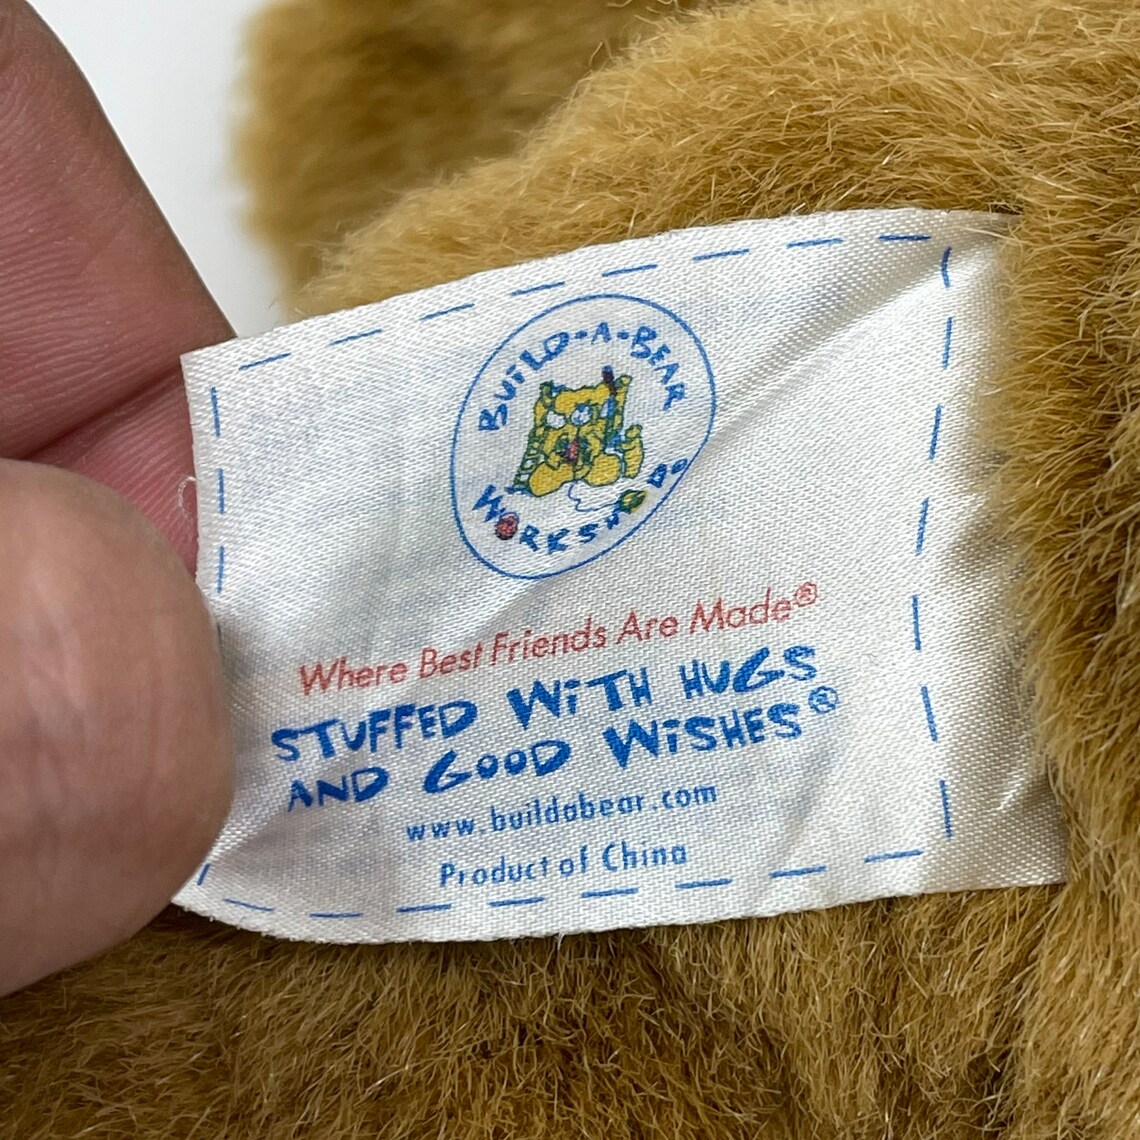 BUILD-A-BEAR
WORKSHOP
Where Best Friends Are Made®
STUFFED WITH HUGS
AND GOOD WISHES®
www.buildabear.com
Product of China